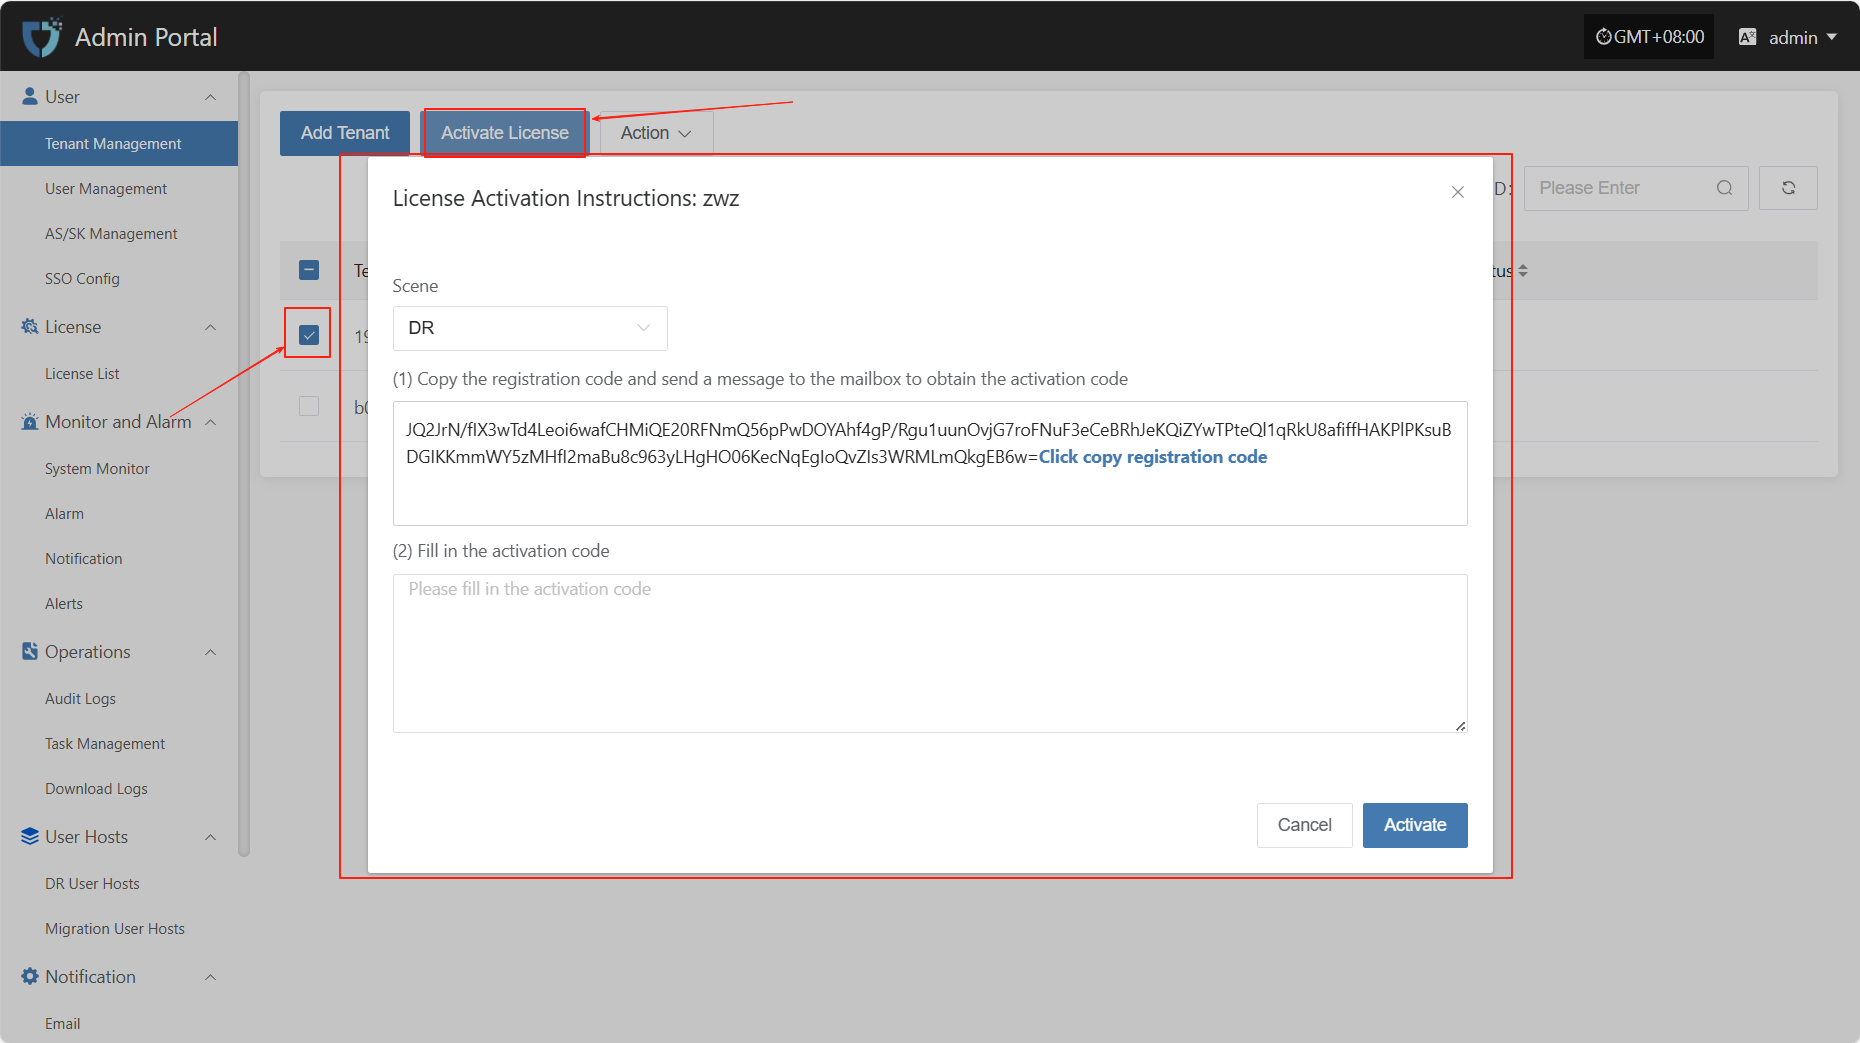 Admin Portal
GMT+08:00
admin
User
Tenant Management
User Management
AS/SK Management
SSO Config
License
License List
Monitor and Alarm
System Monitor
Alarm
Notification
Alerts
Operations
Audit Logs
Task Management
Download Logs
User Hosts
DR User Hosts
Migration User Hosts
Notification
Email
Add Tenant
Activate License
Action
D:
Please Enter
Te
tus
19
b0
License Activation Instructions: zwz
Scene
DR
(1) Copy the registration code and send a message to the mailbox to obtain the activation code
JQ2JrN/flX3wTd4Leoi6wafCHMiQE20RFNmQ56pPwDOYAhf4gP/Rgu1uunOvjG7roFNuF3eCeBRhJeKQiZYwTPteQl1qRkU8afiffHAKPlPKsuB
DGIKKmmWY5zMHfl2maBu8c963yLHgHO06KecNqEgloQvZIs3WRMLmQkgEB6w=Click copy registration code
(2) Fill in the activation code
Please fill in the activation code
Cancel
Activate